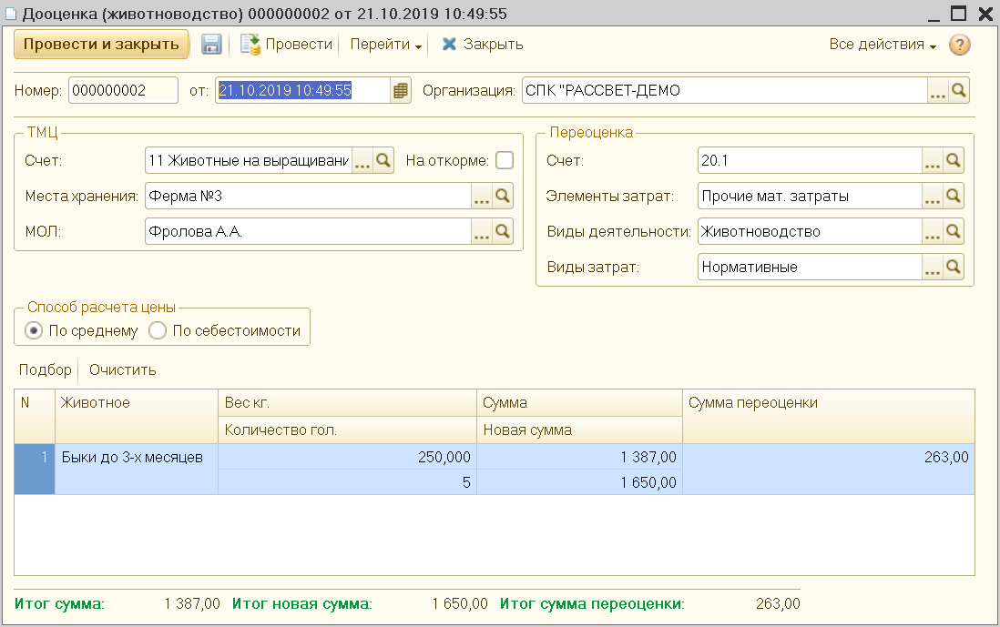 Дооценка (животноводство) 000000002 от 21.10.2019 10:49:55
Провести и закрыть Провести Перейти Закрыть Все действия ?
Номер: 000000002 от: 21.10.2019 10:49:55 Организация: СПК "РАССВЕТ-ДЕМО ...
ТМЦ
Счет: 11 Животные на выращивани ... На откорме:
Места хранения: Ферма №3 ...
МОЛ: Фролова А.А. ...
Переоценка
Счет: 20.1 ...
Элементы затрат: Прочие мат. затраты ...
Виды деятельности: Животноводство ...
Виды затрат: Нормативные ...
Способ расчета цены
По среднему По себестоимости
Подбор Очистить
N Животное Вес кг. Сумма Сумма переоценки
Количество гол. Новая сумма
1 Быки до 3-х месяцев 250,000 1 387,00 263,00
5 1 650,00
Итог сумма: 1 387,00 Итог новая сумма: 1 650,00 Итог сумма переоценки: 263,00